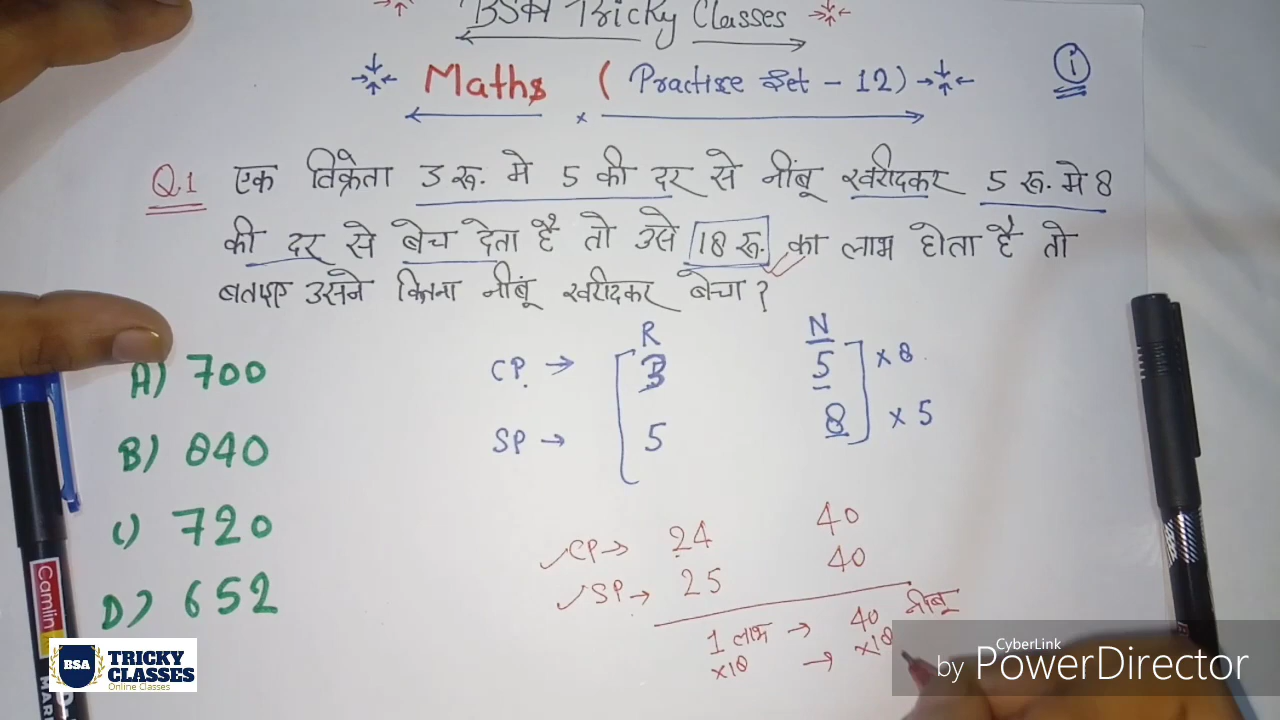 BSA Tricky Classes
Maths ( Practise Set - 12)
i
Q.1 एक विक्रेता 3 रू. मे 5 की दर से नींबू खरीदकर 5 रू. मे 8
की दर से बेच देता है तो उसे 18 रू. का लाभ होता है तो
बताए उसने कितना नींबूं खरीदकर बेचा ?
A) 700
B) 840
C) 720
D) 652
R N
CP. → 3 5 × 8
SP → 5 8 × 5
CP → 24 40
SP → 25 40
1 लाभ → 40 नींबू
×18 → ×18
Camlin
BSA TRICKY CLASSES
Online Classes
CyberLink
by PowerDirector